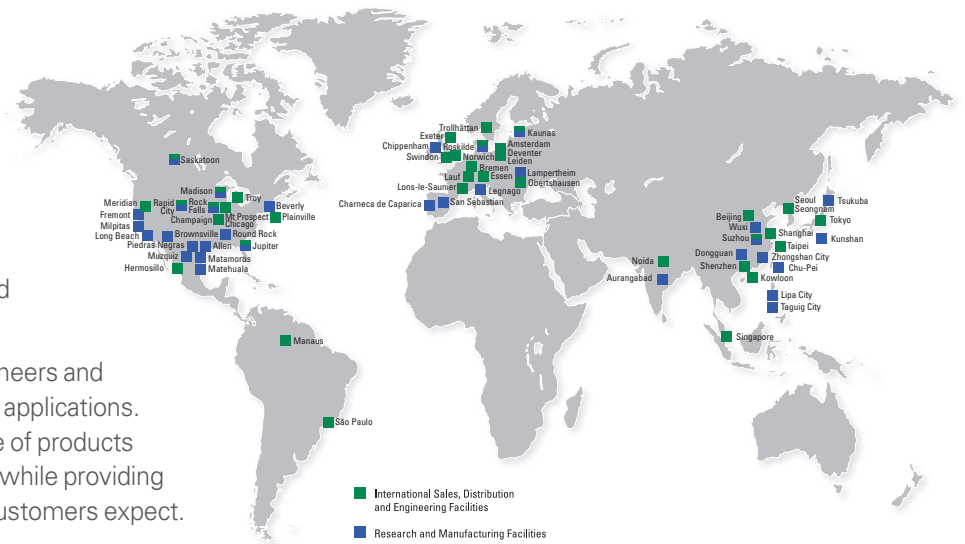 d
neers and
applications.
e of products
while providing
ustomers expect.
Saskatoon
Madison
Troy
Meridian
Rapid
City
Rock
Falls
Beverly
Fremont
Champaign
Mt Prospect
Plainville
Chicago
Milpitas
Long Beach
Brownsville
Round Rock
Piedras Negras
Allen
Jupiter
Muzquiz
Matamoros
Hermosillo
Matehuala
Manaus
São Paulo
Trollhättan
Kaunas
Exeter
Chippenham
Roskilde
Amsterdam
Swindon
Norwich
Deventer
Leiden
Bremen
Lauf
Essen
Lampertheim
Lons-le-Saunier
Legnago
Obertshausen
Charneca de Caparica
San Sebastian
Noida
Aurangabad
Seoul
Seongnam
Tsukuba
Beijing
Tokyo
Wuxi
Shanghai
Kunshan
Suzhou
Taipei
Dongguan
Zhongshan City
Shenzhen
Chu-Pei
Kowloon
Lipa City
Taguig City
Singapore
International Sales, Distribution
and Engineering Facilities
Research and Manufacturing Facilities